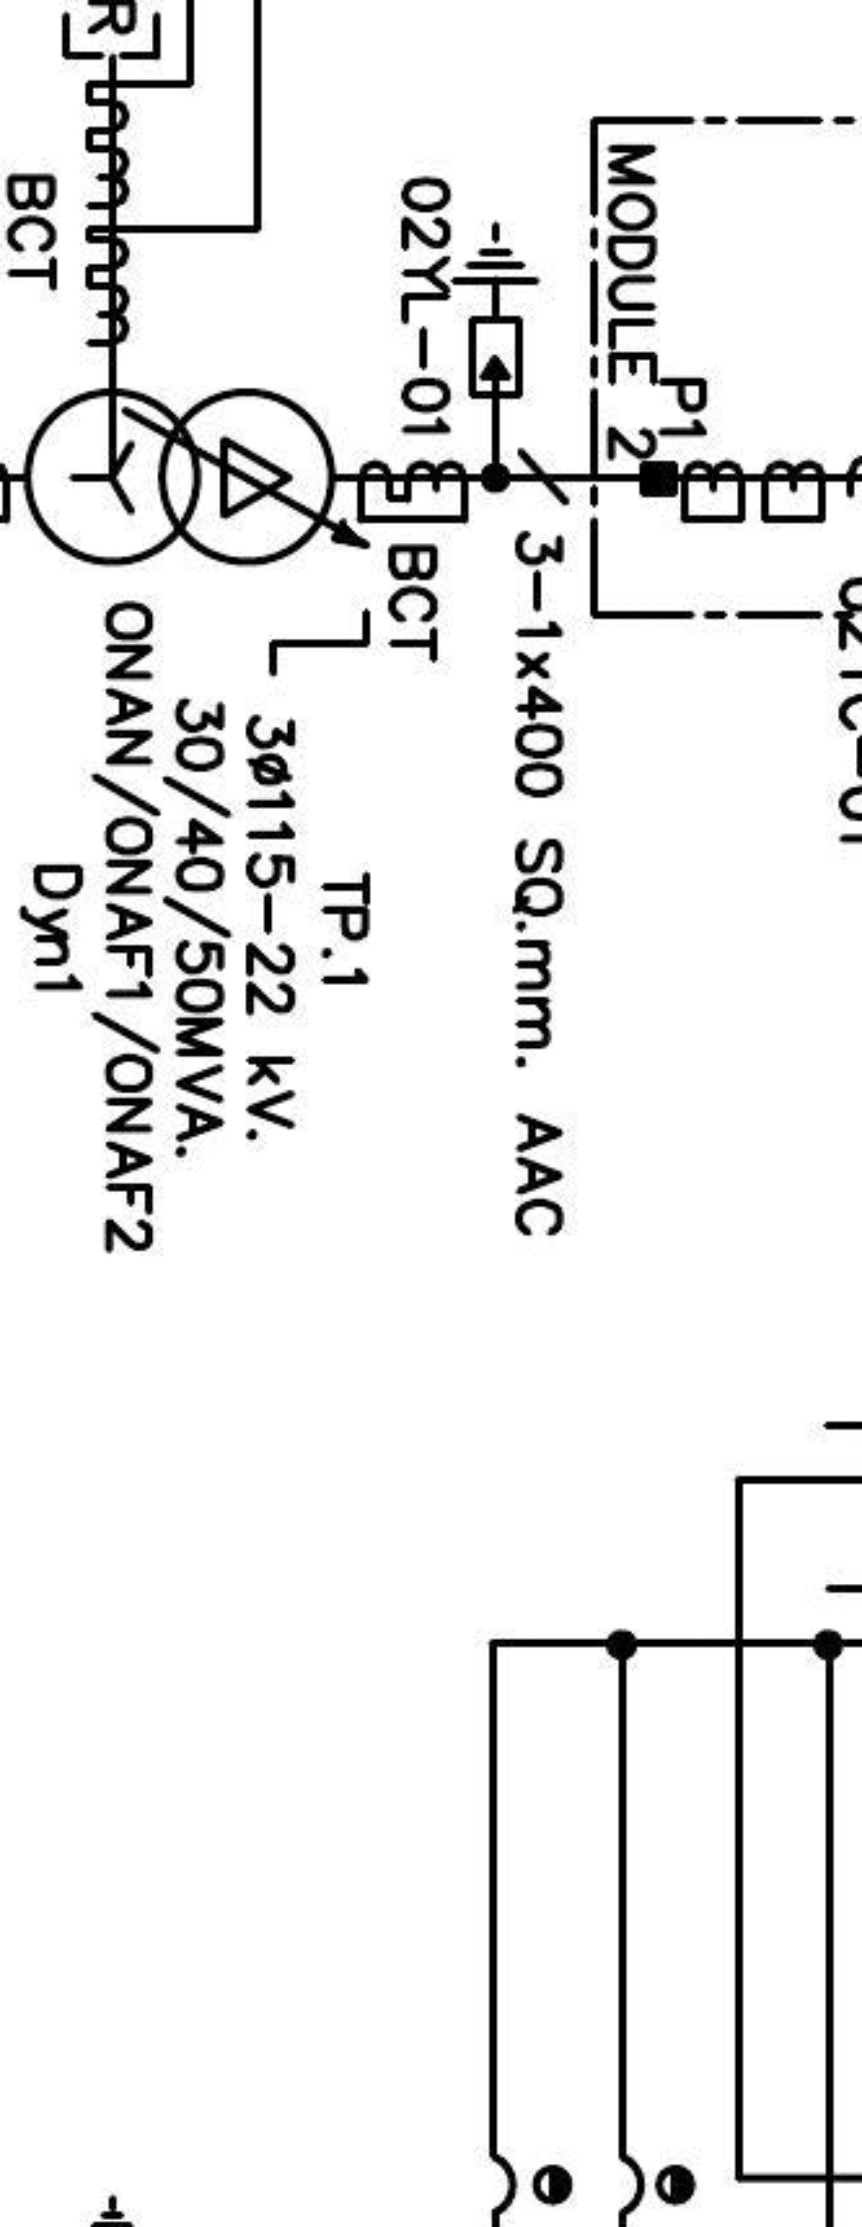 R
BCT
02YL-01
MODULE 2
P1
BCT
3-1x400 SQ.mm. AAC
TP.1
3ø115-22 kV.
30/40/50MVA.
ONAN/ONAF1/ONAF2
Dyn1